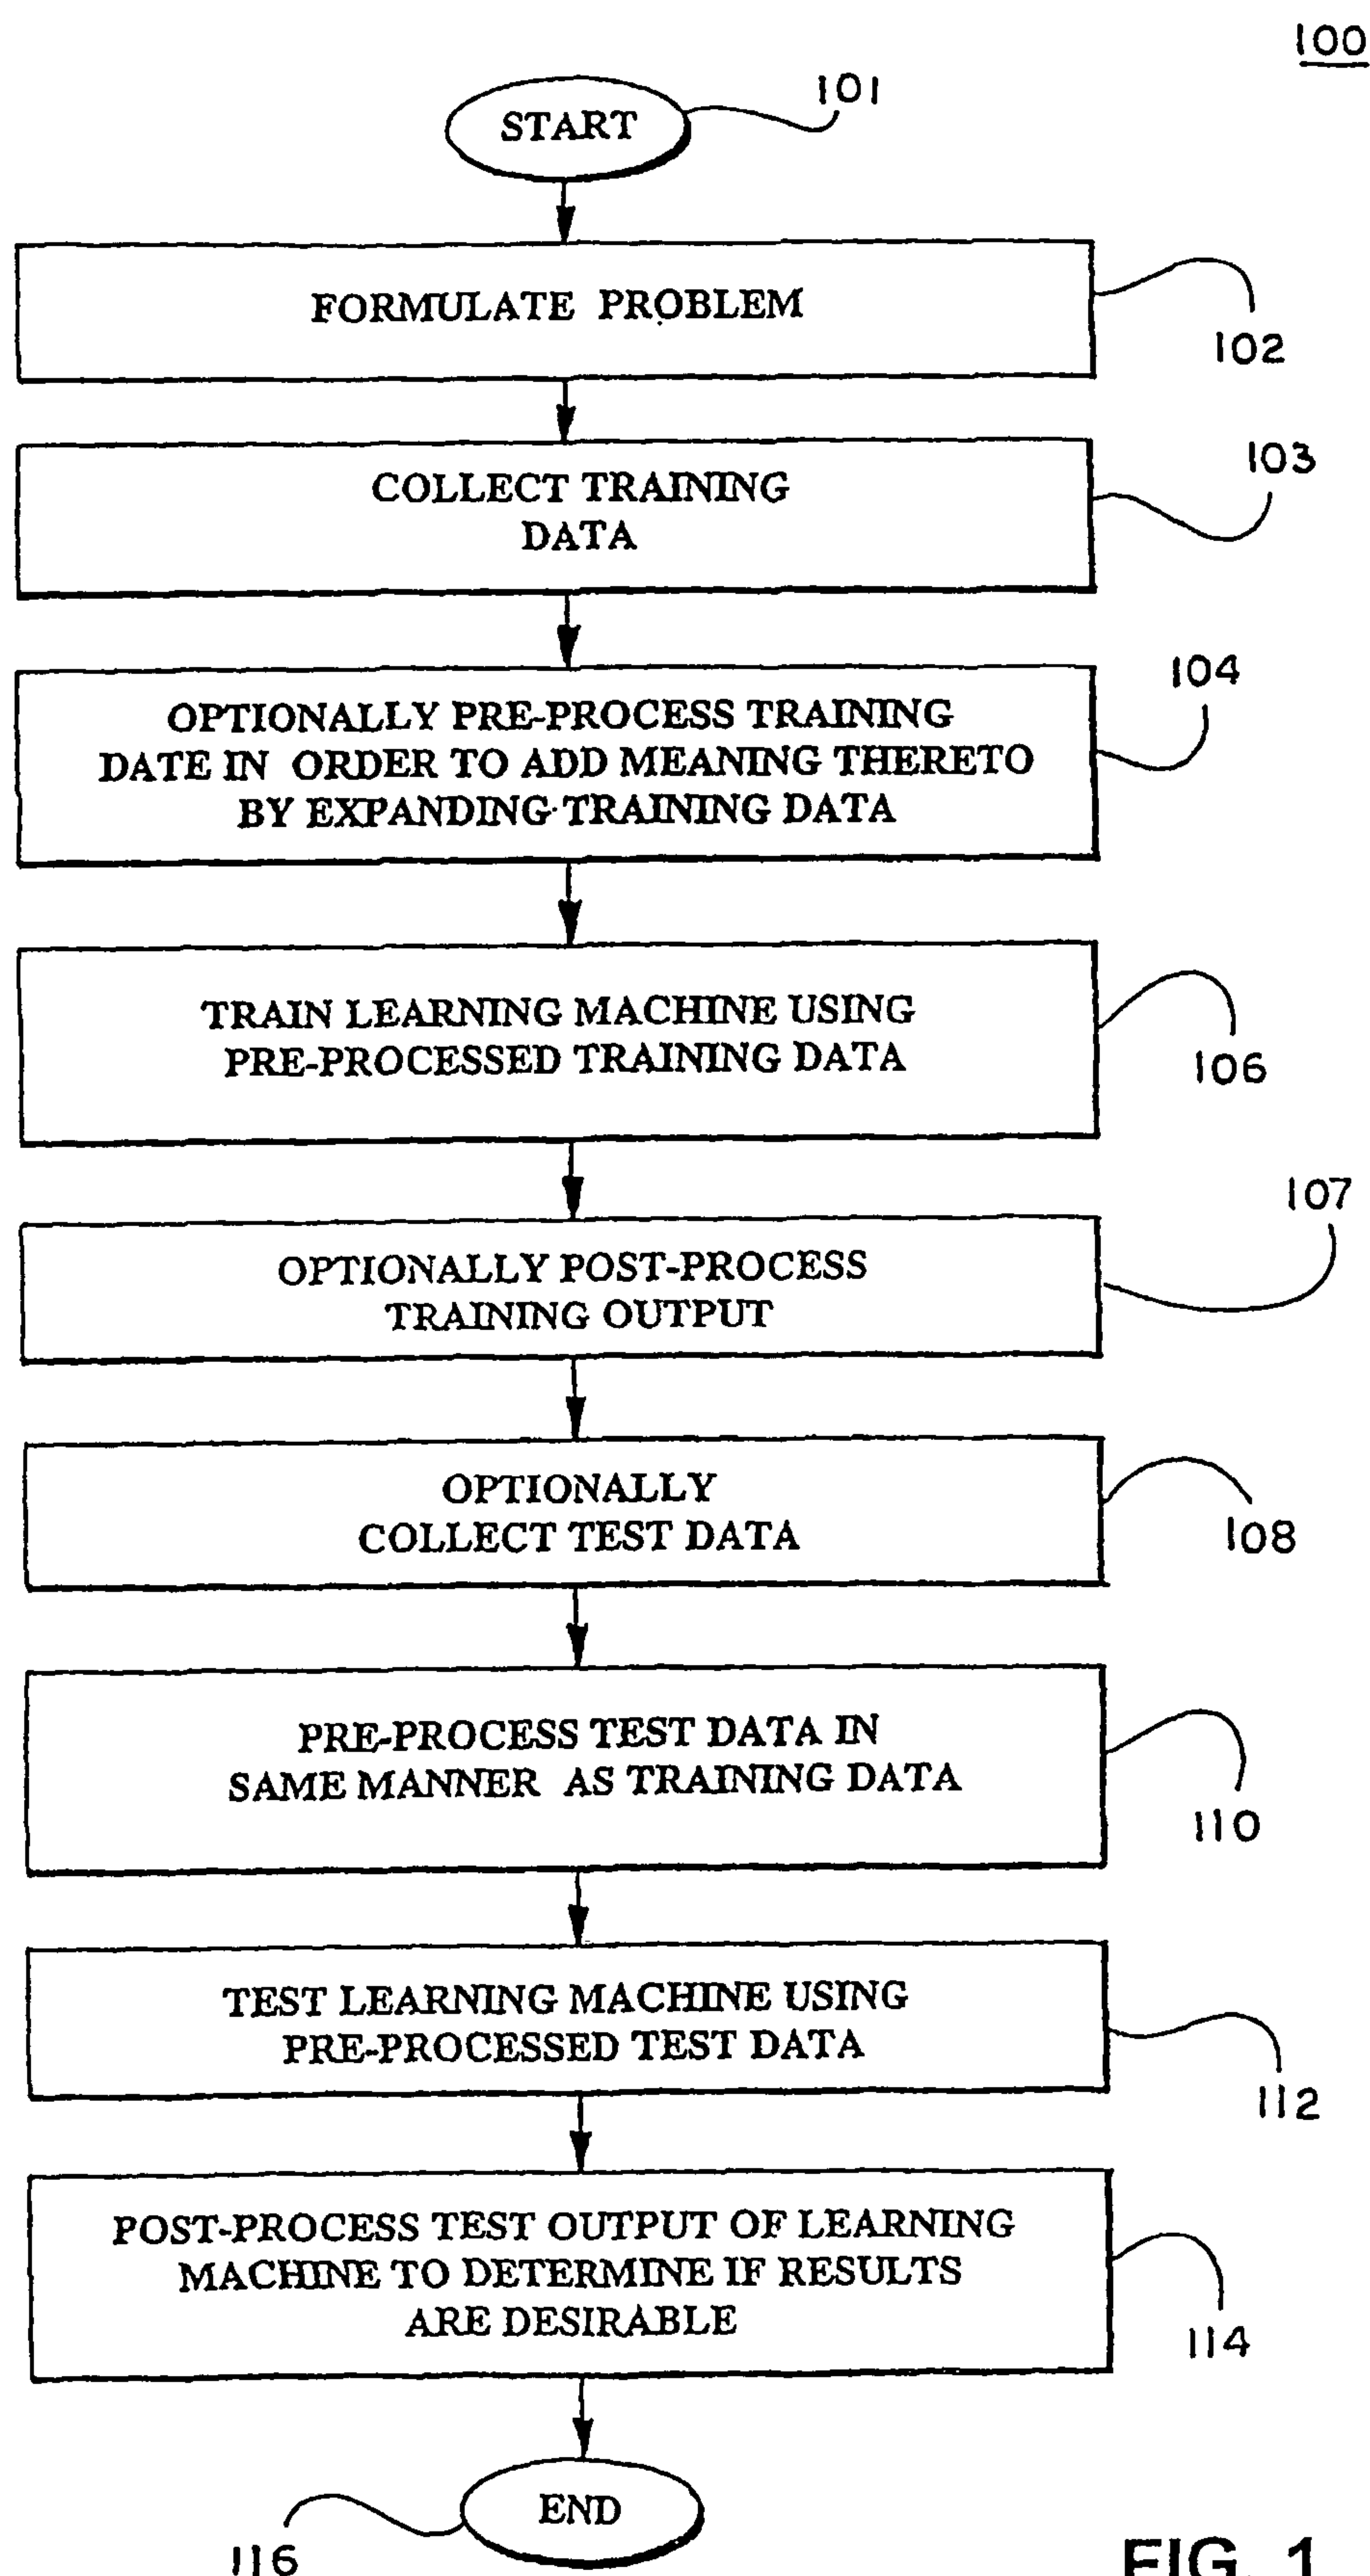 100
START
101
FORMULATE PROBLEM
102
COLLECT TRAINING
DATA
103
OPTIONALLY PRE-PROCESS TRAINING
DATE IN ORDER TO ADD MEANING THERETO
BY EXPANDING TRAINING DATA
104
TRAIN LEARNING MACHINE USING
PRE-PROCESSED TRAINING DATA
106
OPTIONALLY POST-PROCESS
TRAINING OUTPUT
107
OPTIONALLY
COLLECT TEST DATA
108
PRE-PROCESS TEST DATA IN
SAME MANNER AS TRAINING DATA
110
TEST LEARNING MACHINE USING
PRE-PROCESSED TEST DATA
112
POST-PROCESS TEST OUTPUT OF LEARNING
MACHINE TO DETERMINE IF RESULTS
ARE DESIRABLE
114
END
116
FIG. 1